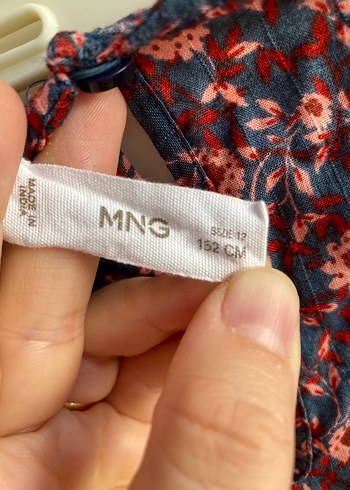 MADE IN
INDIA
MNG
SIZE 12
152 CM